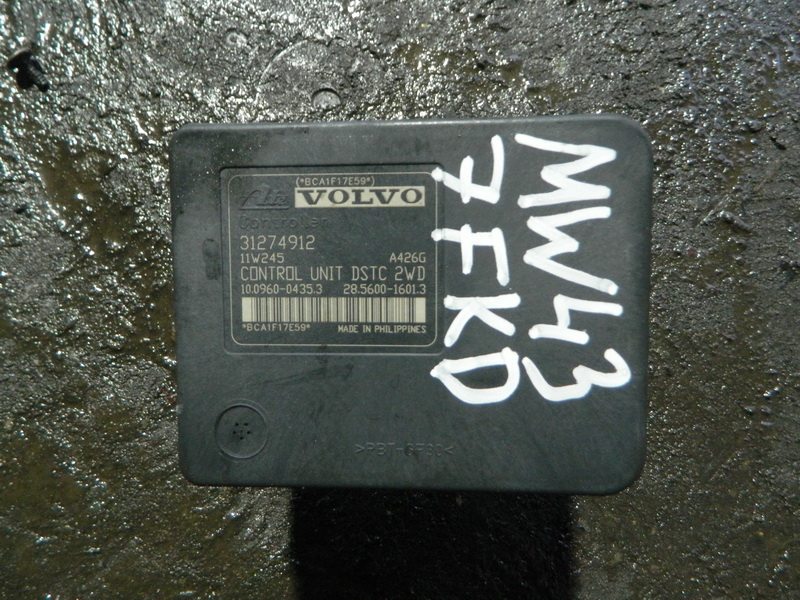 *BCA1F17E59*
Ate VOLVO
31274912
11W245 A426G
CONTROL UNIT DSTC 2WD
10.0960-0435.3 28.5600-1601.3
*BCA1F17E59* MADE IN PHILIPPINES
MW43
7FKD